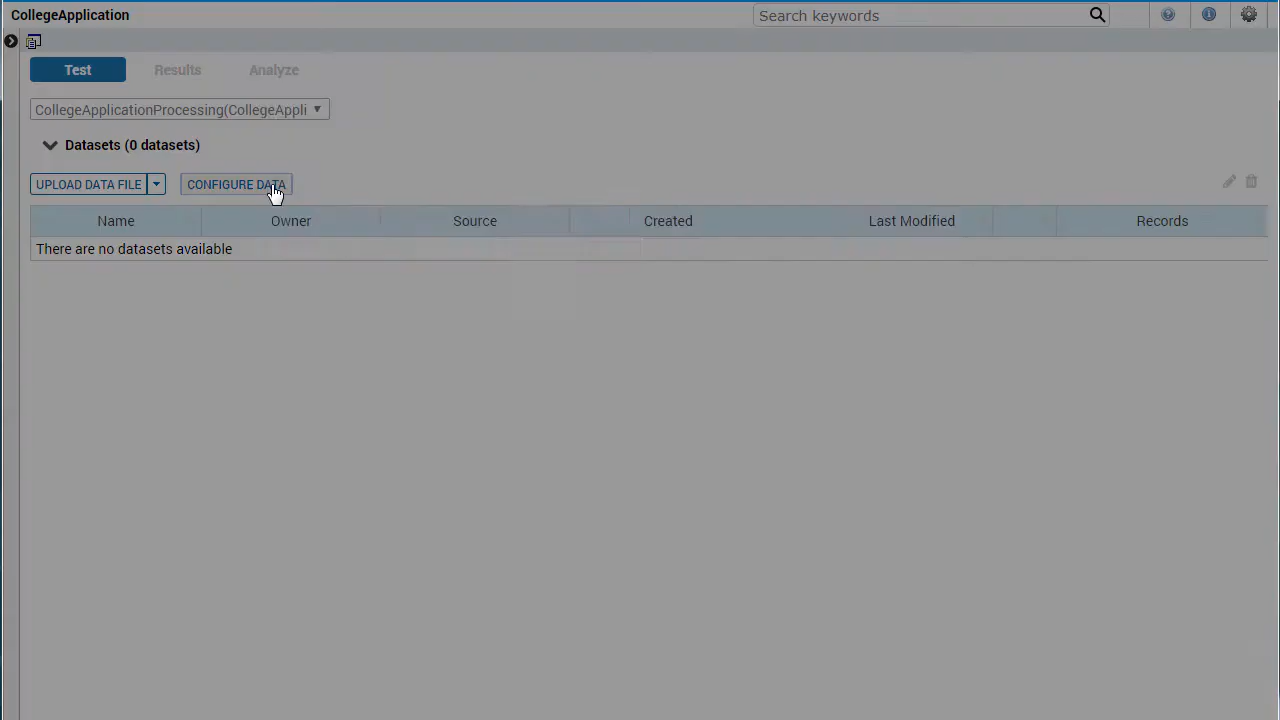 CollegeApplication
Search keywords
Test Results Analyze
CollegeApplicationProcessing(CollegeAppli
Datasets (0 datasets)
UPLOAD DATA FILE CONFIGURE DATA
Name Owner Source Created Last Modified Records
There are no datasets available